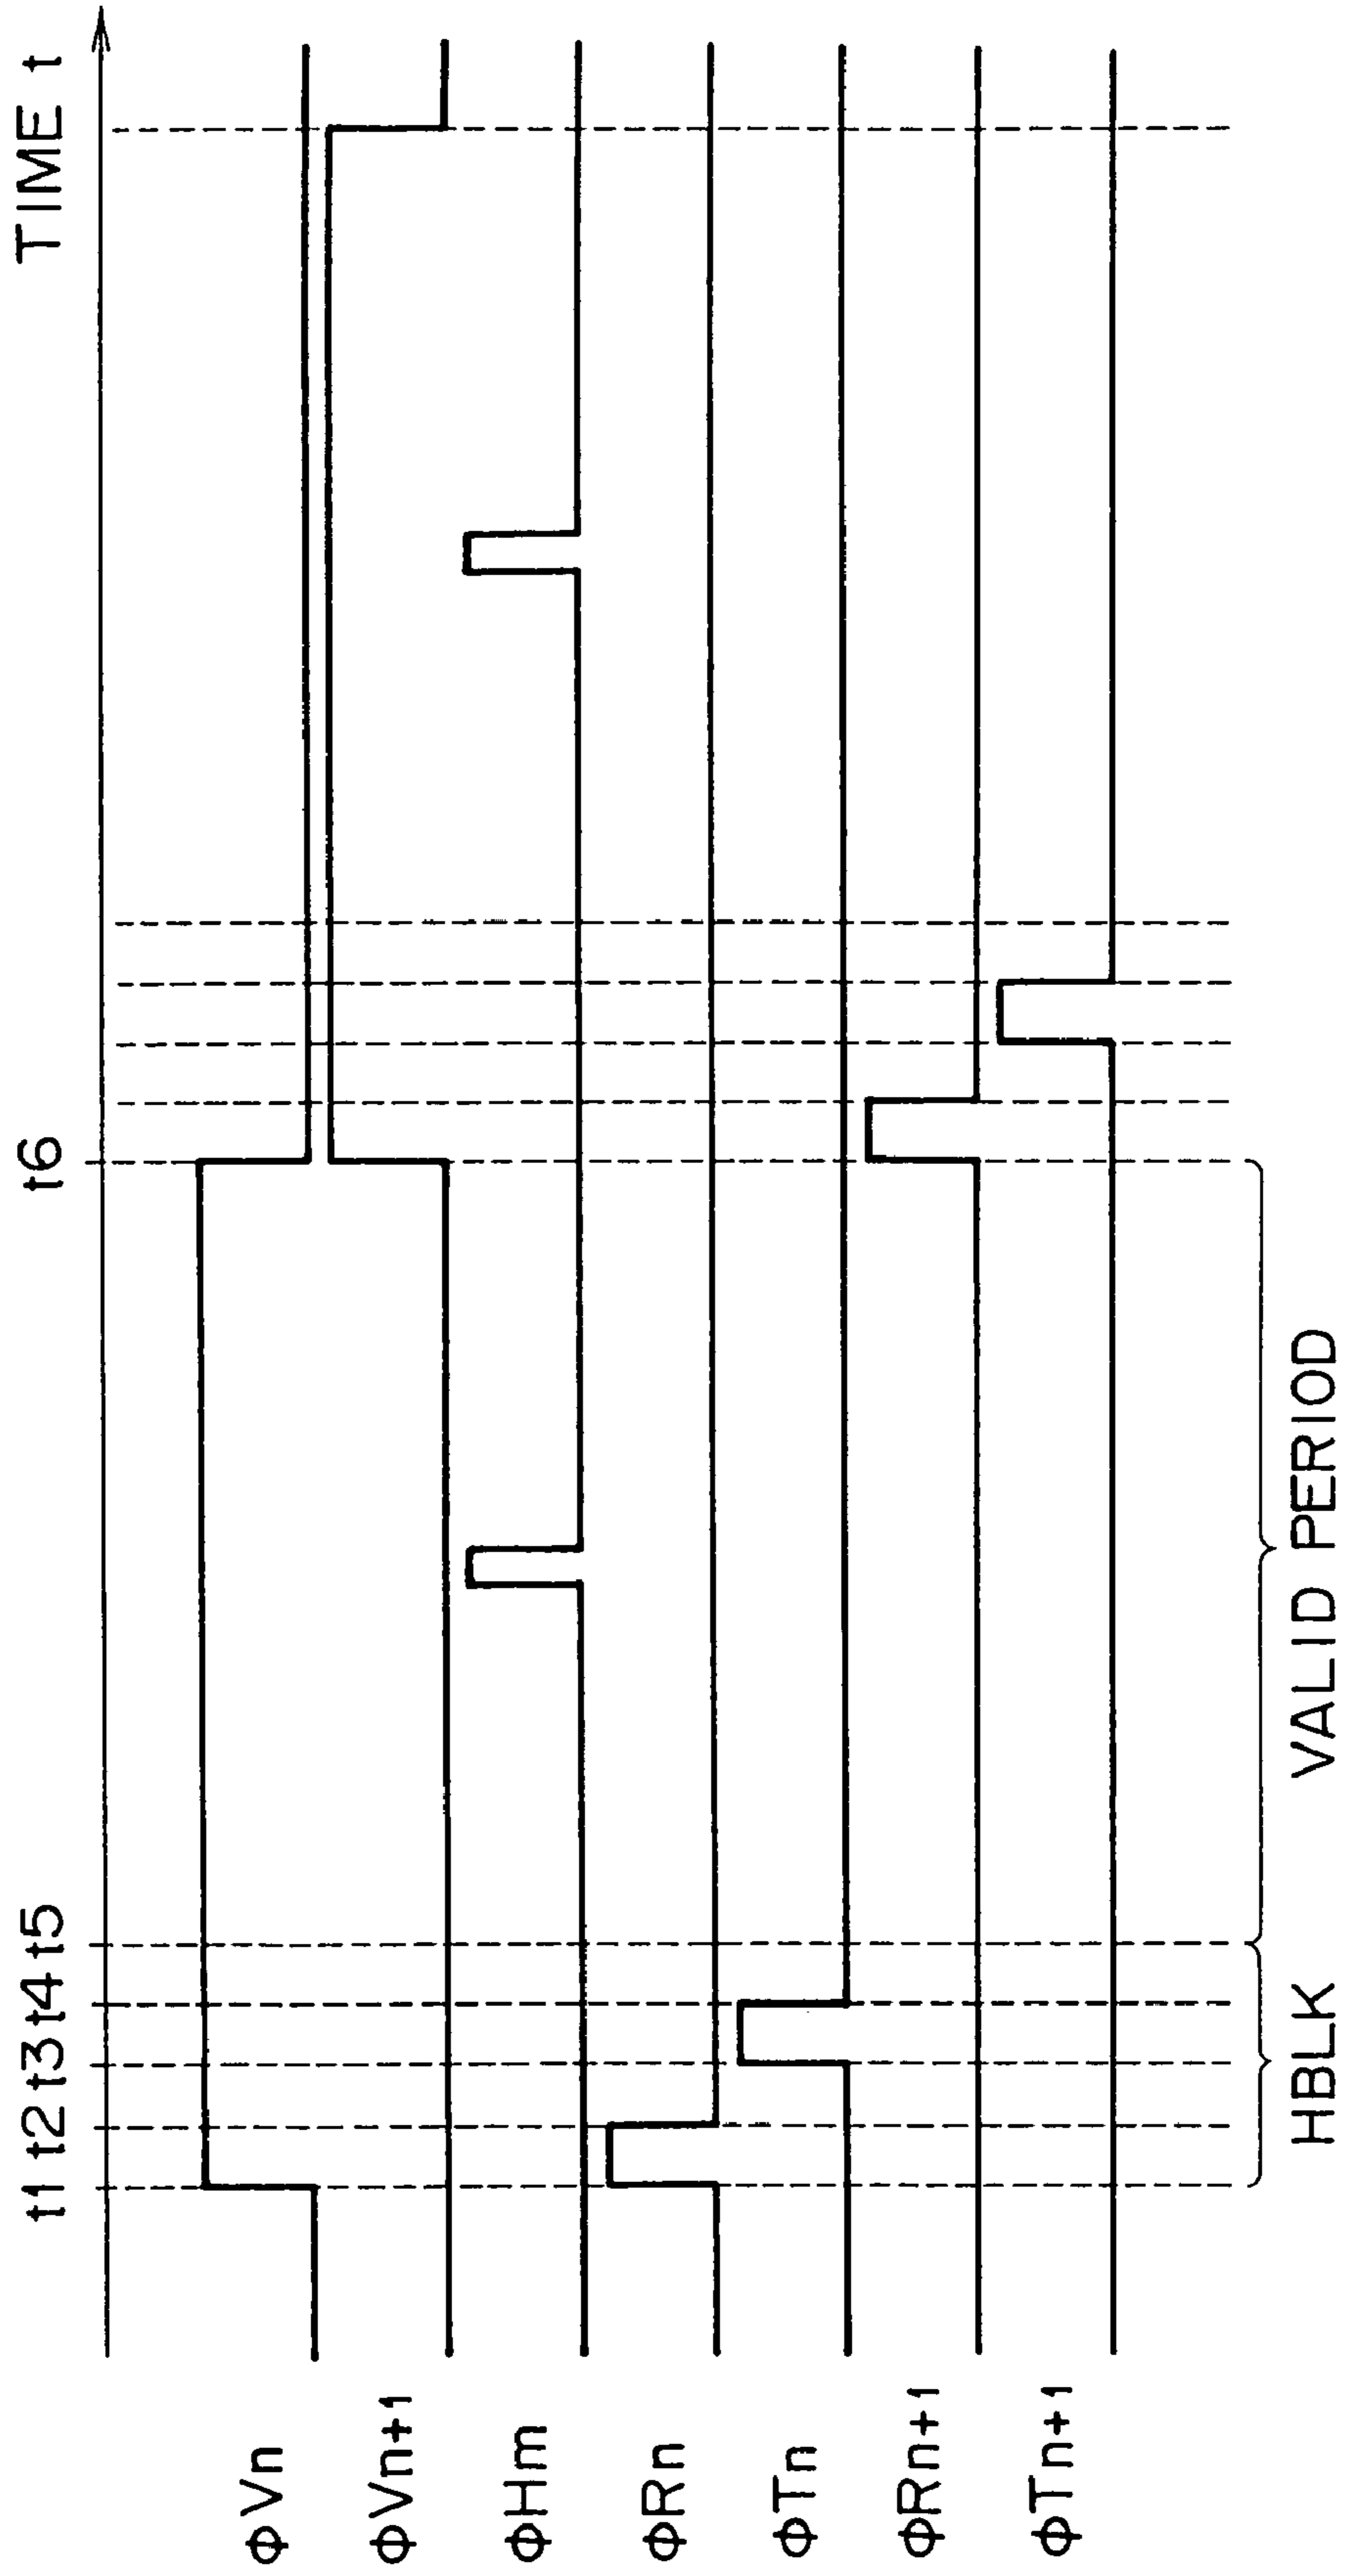 TIME t
t1 t2 t3 t4 t5 t6
ΦVn
ΦVn+1
ΦHm
ΦRn
ΦTn
ΦRn+1
ΦTn+1
HBLK VALID PERIOD